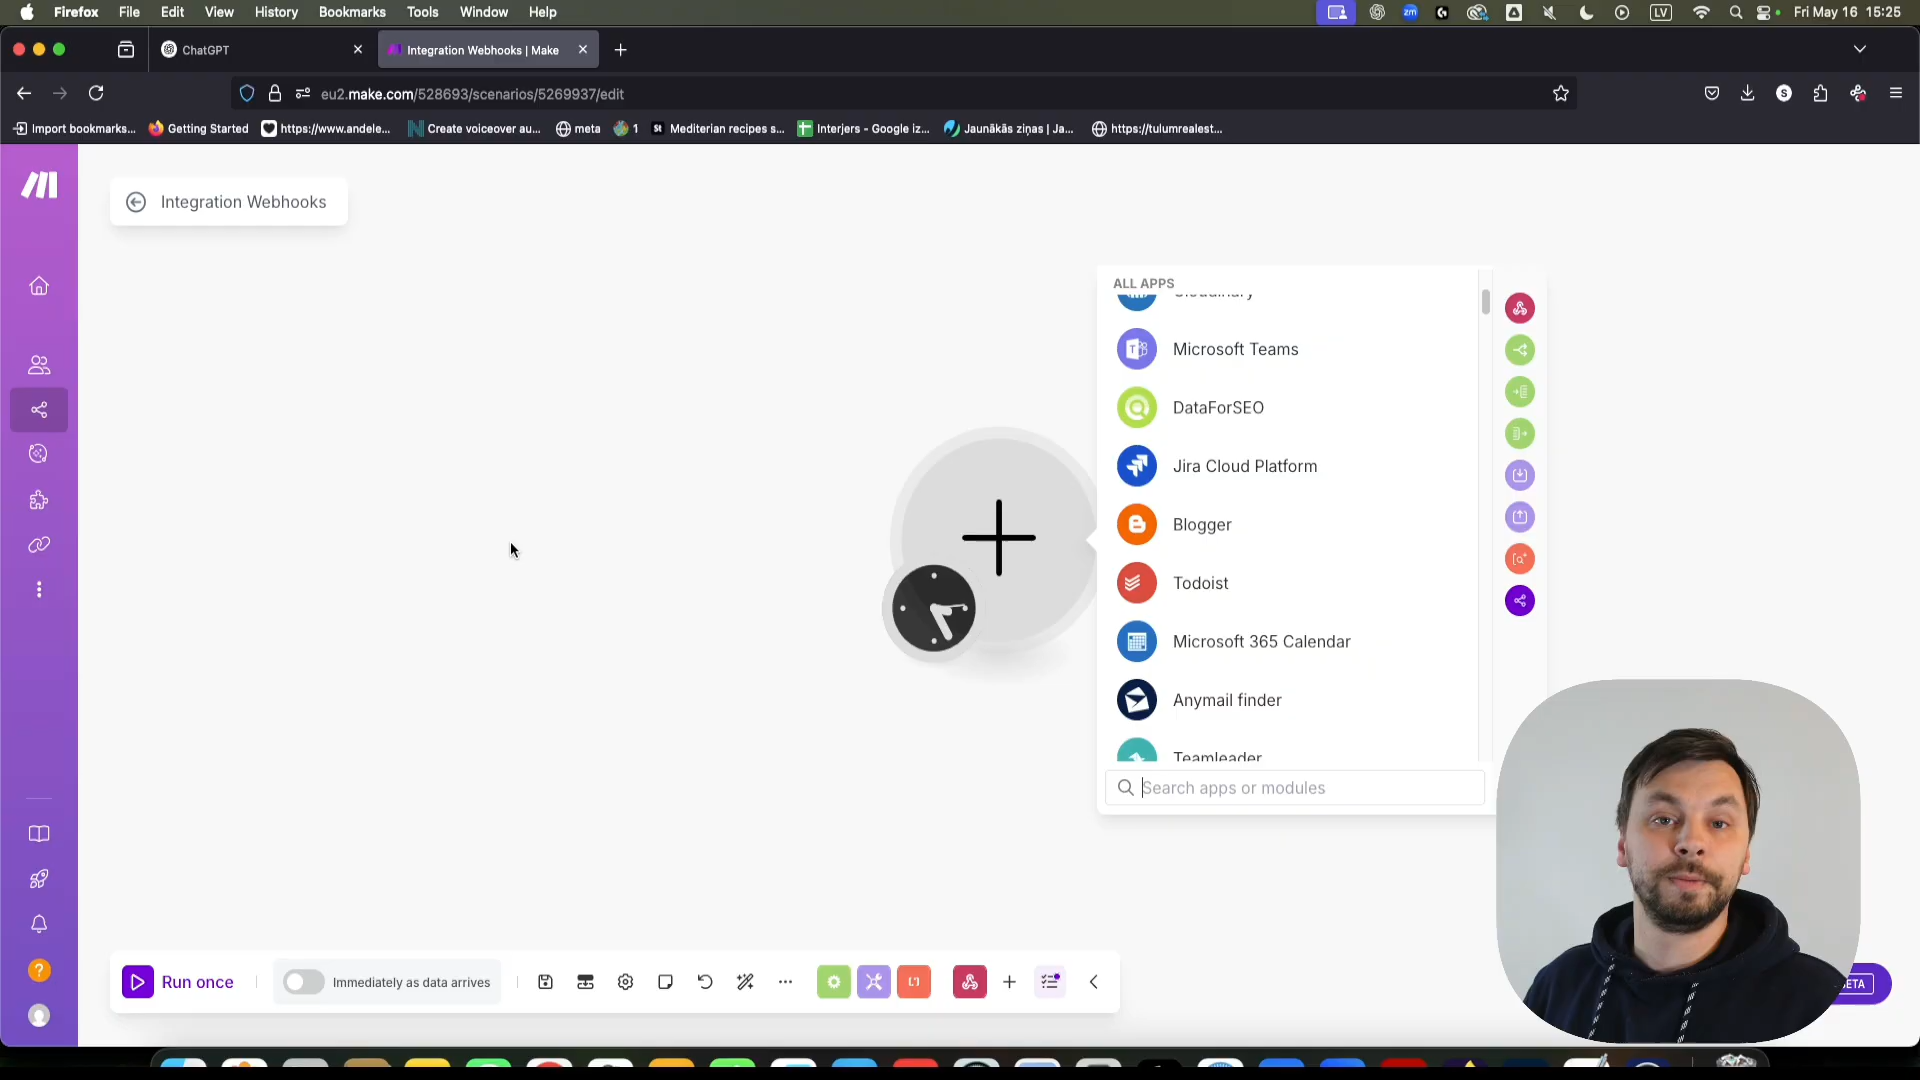 Firefox File Edit View History Bookmarks Tools Window Help
zm LV Fri May 16 15:25
ChatGPT
Integration Webhooks | Make
eu2.make.com/528693/scenarios/5269937/edit
S
Import bookmarks... Getting Started https://www.andele... Create voiceover au... meta 1 St Mediterian recipes s... Interjers - Google iz... Jaunākās ziņas | Ja... https://tulumrealest...
Integration Webhooks
ALL APPS
Cloudinary
Microsoft Teams
DataForSEO
Jira Cloud Platform
Blogger
Todoist
Microsoft 365 Calendar
Anymail finder
Teamleader
Search apps or modules
Run once
Immediately as data arrives
ETA